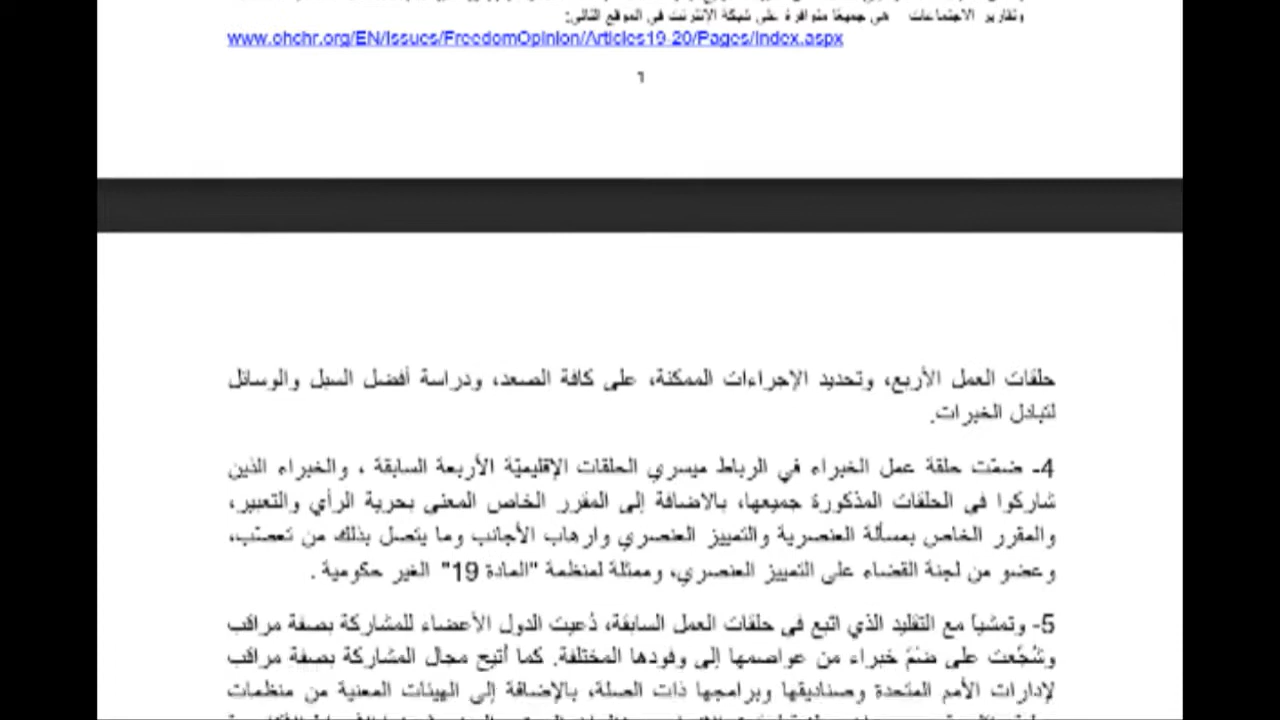 وتقارير الاجتماعات هي جميعًا متوافرة على شبكة الانترنت في الموقع التالي:
www.ohchr.org/EN/Issues/FreedomOpinion/Articles19-20/Pages/Index.aspx
1
حلقات العمل الأربع، وتحديد الإجراءات الممكنة، على كافة الصعد، ودراسة أفضل السبل والوسائل
لتبادل الخبرات.
4- ضمّت حلقة عمل الخبراء في الرباط ميسري الحلقات الإقليميّة الأربعة السابقة ، والخبراء الذين
شاركوا في الحلقات المذكورة جميعها، بالاضافة إلى المقرر الخاص المعني بحرية الرأي والتعبير،
والمقرر الخاص بمسألة العنصرية والتمييز العنصري وارهاب الأجانب وما يتصل بذلك من تعصّب،
وعضو من لجنة القضاء على التمييز العنصري، وممثلة لمنظمة "المادة 19" الغير حكومية .
5- وتمشياً مع التقليد الذي اتبع في حلقات العمل السابقة، دُعيت الدول الأعضاء للمشاركة بصفة مراقب
وشُجّعت على ضمّ خبراء من عواصمها إلى وفودها المختلفة. كما أتيح مجال المشاركة بصفة مراقب
لإدارات الأمم المتحدة وصناديقها وبرامجها ذات الصلة، بالإضافة إلى الهيئات المعنية من منظمات